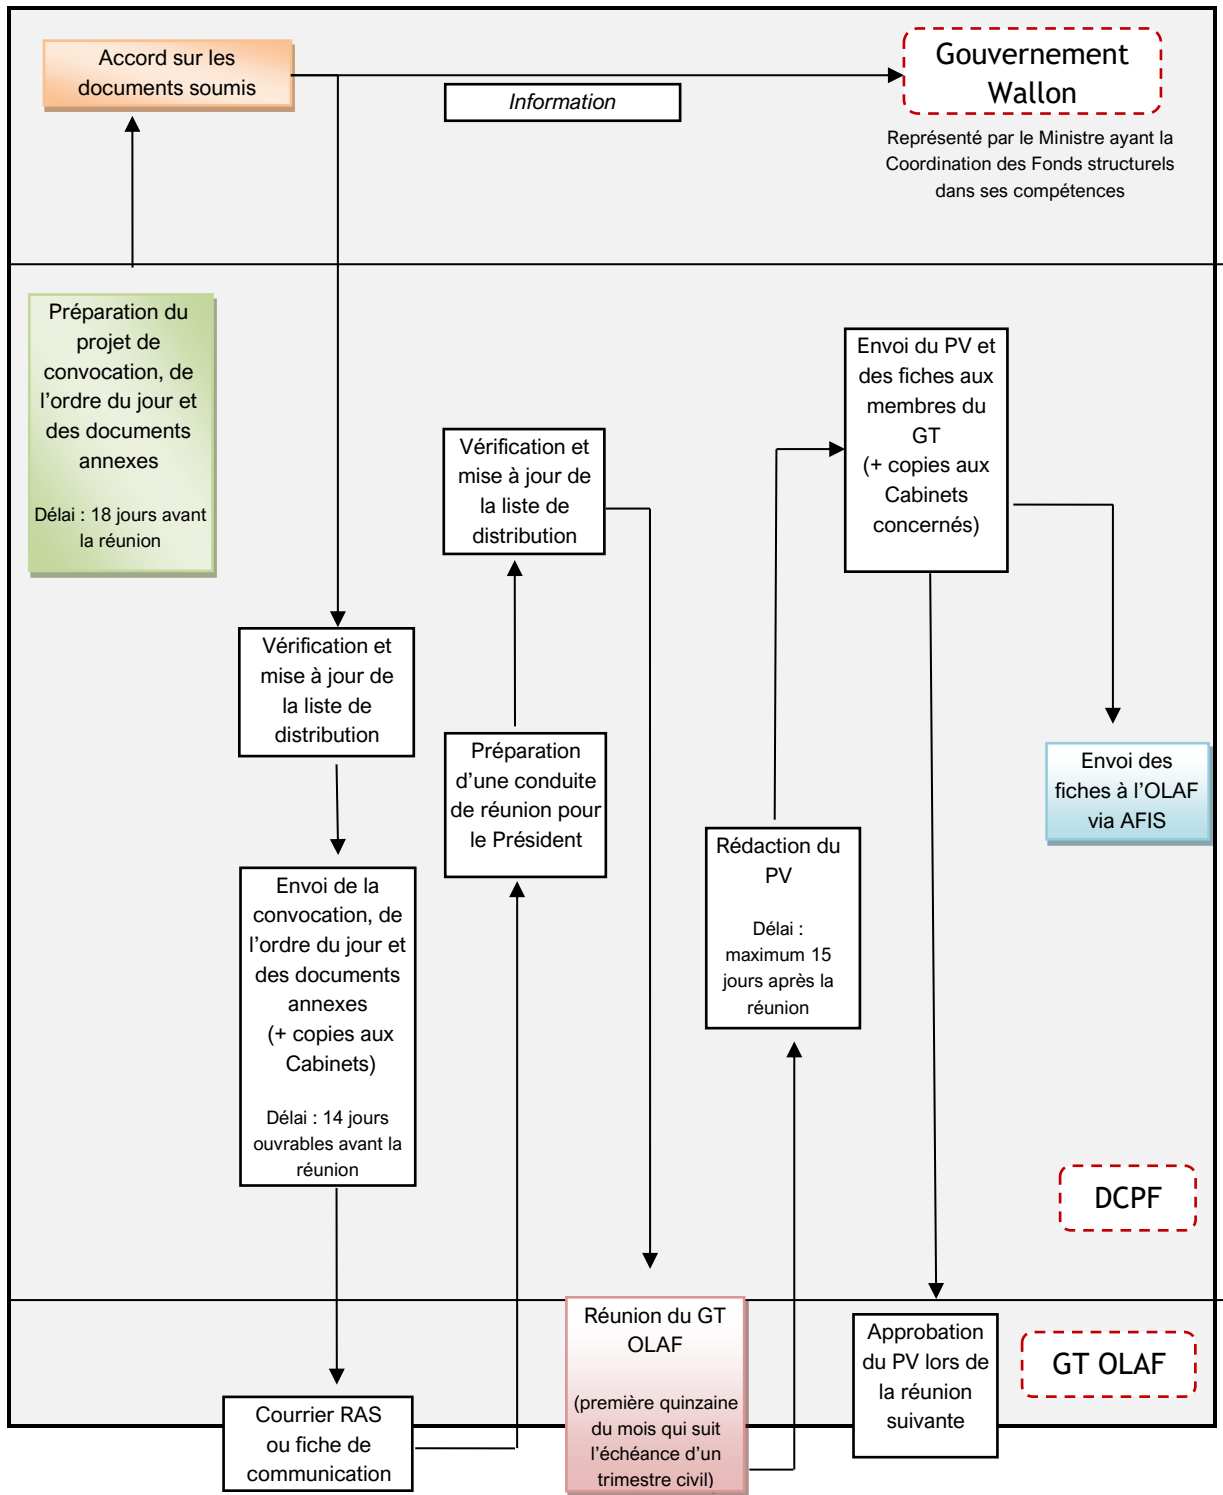 Accord sur les
documents soumis
Information
Gouvernement
Wallon
Représenté par le Ministre ayant la
Coordination des Fonds structurels
dans ses compétences
Préparation du
projet de
convocation, de
l'ordre du jour et
des documents
annexes
Délai : 18 jours avant
la réunion
Vérification et
mise à jour de
la liste de
distribution
Envoi de la
convocation, de
l'ordre du jour et
des documents
annexes
(+ copies aux
Cabinets)
Délai : 14 jours
ouvrables avant la
réunion
Courrier RAS
ou fiche de
communication
Préparation
d'une conduite
de réunion pour
le Président
Vérification et
mise à jour de
la liste de
distribution
Réunion du GT
OLAF
(première quinzaine
du mois qui suit
l'échéance d'un
trimestre civil)
Rédaction du
PV
Délai :
maximum 15
jours après la
réunion
Envoi du PV et
des fiches aux
membres du
GT
(+ copies aux
Cabinets
concernés)
Envoi des
fiches à l'OLAF
via AFIS
Approbation
du PV lors de
la réunion
suivante
DCPF
GT OLAF